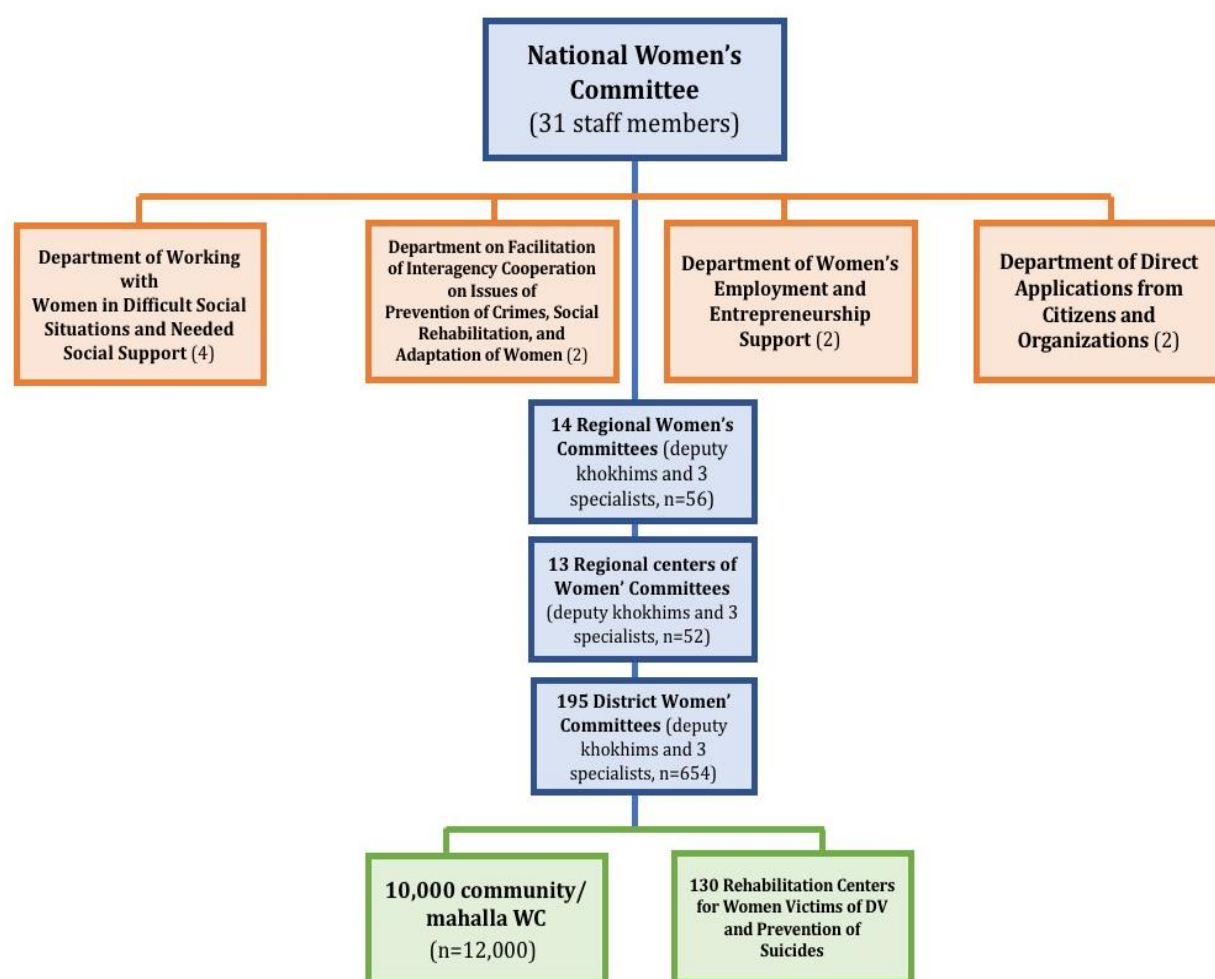 National Women’s
Committee
(31 staff members)
Department of Working
with
Women in Difficult Social
Situations and Needed
Social Support (4)
Department on Facilitation
of Interagency Cooperation
on Issues of
Prevention of Crimes, Social
Rehabilitation, and
Adaptation of Women (2)
Department of Women’s
Employment and
Entrepreneurship
Support (2)
Department of Direct
Applications from
Citizens and
Organizations (2)
14 Regional Women’s
Committees (deputy
khokhims and 3
specialists, n=56)
13 Regional centers of
Women’ Committees
(deputy khokhims and 3
specialists, n=52)
195 District Women’
Committees (deputy
khokhims and 3
specialists, n=654)
10,000 community/
mahalla WC
(n=12,000)
130 Rehabilitation Centers
for Women Victims of DV
and Prevention of
Suicides